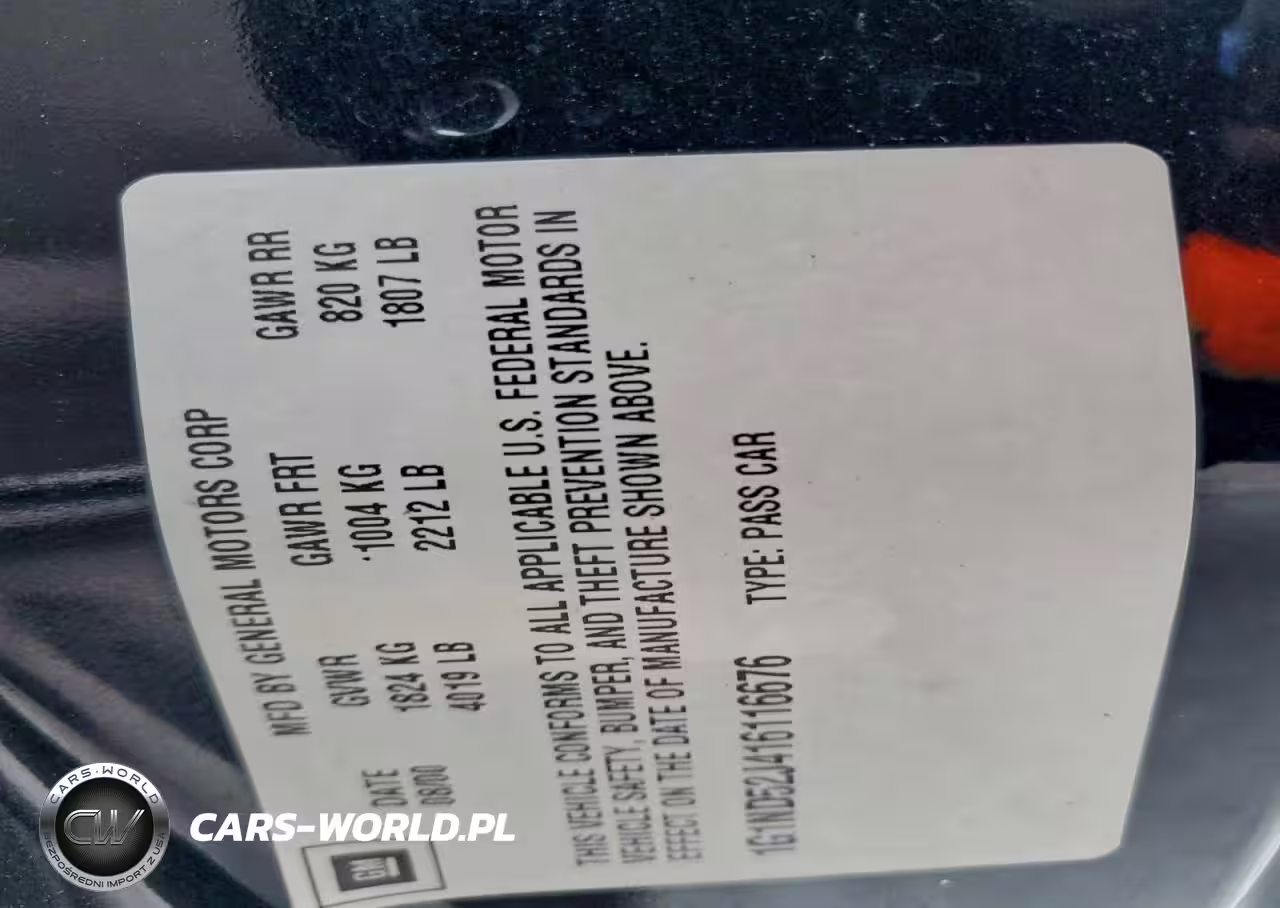 MFD BY GENERAL MOTORS CORP
GM
DATE GVWR GAWR FRT GAWR RR
08/00 1824 KG 1004 KG 820 KG
4019 LB 2212 LB 1807 LB
THIS VEHICLE CONFORMS TO ALL APPLICABLE U.S. FEDERAL MOTOR
VEHICLE SAFETY, BUMPER, AND THEFT PREVENTION STANDARDS IN
EFFECT ON THE DATE OF MANUFACTURE SHOWN ABOVE.
1G1ND52J416116676 TYPE: PASS CAR
CARS-WORLD
CW
BEZPOŚREDNI IMPORT Z USA
CARS-WORLD.PL